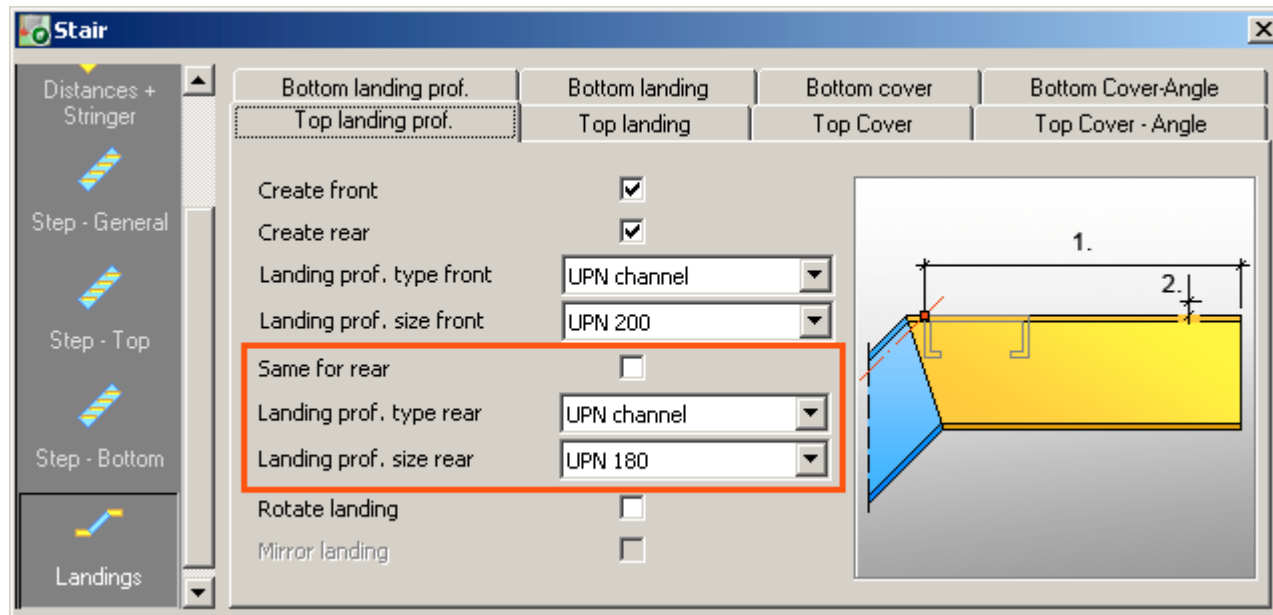 Stair
Distances +
Stringer
Step - General
Step - Top
Step - Bottom
Landings
Bottom landing prof.
Bottom landing
Bottom cover
Bottom Cover-Angle
Top landing prof.
Top landing
Top Cover
Top Cover - Angle
Create front
Create rear
Landing prof. type front
UPN channel
Landing prof. size front
UPN 200
Same for rear
Landing prof. type rear
UPN channel
Landing prof. size rear
UPN 180
Rotate landing
Mirror landing
1.
2.